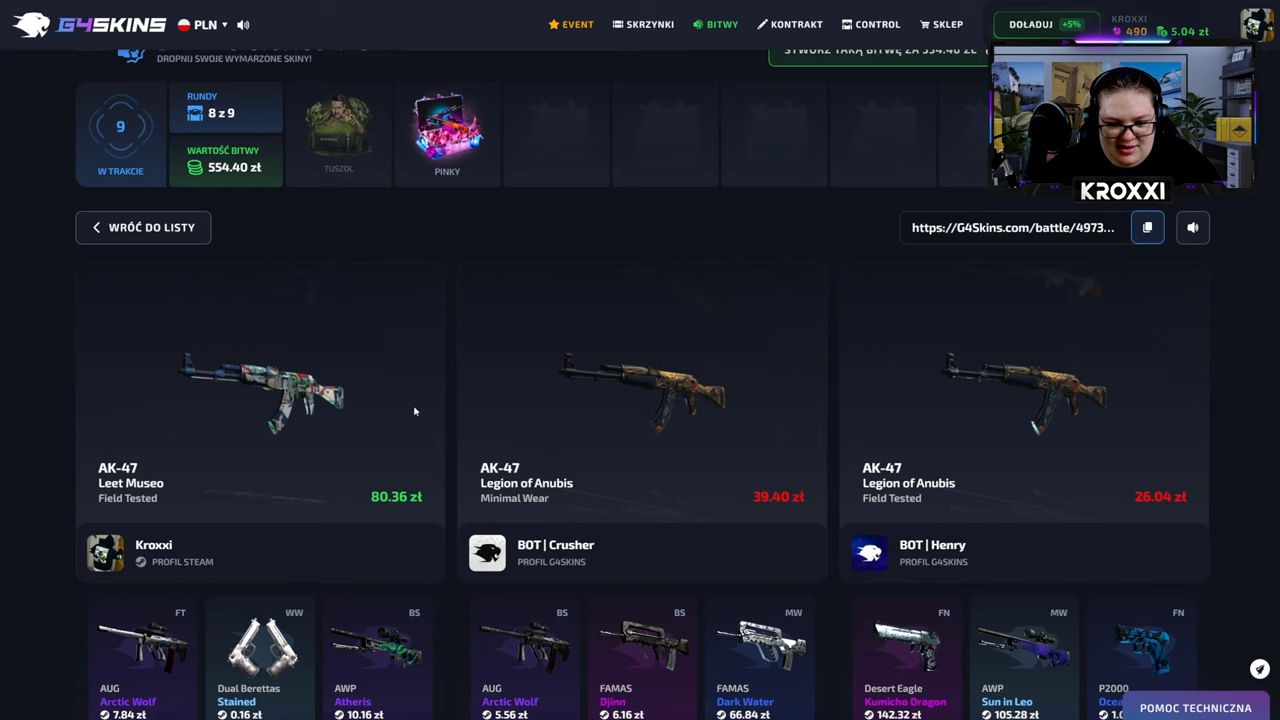 G4SKINS
PLN
EVENT
SKRZYNKI
BITWY
KONTRAKT
CONTROL
SKLEP
DOŁADUJ +5%
KROXXI
490
5.04 zł
DROPNIJ SWOJE WYMARZONE SKINY!
STWÓRZ TAKĄ BITWĘ ZA 554.40 zł
9
W TRAKCIE
RUNDY
8 z 9
WARTOŚĆ BITWY
554.40 zł
TUSZOL
PINKY
KROXXI
WRÓĆ DO LISTY
https://G4Skins.com/battle/4973...
AK-47
Leet Museo
Field Tested
80.36 zł
AK-47
Legion of Anubis
Minimal Wear
39.40 zł
AK-47
Legion of Anubis
Field Tested
26.04 zł
Kroxxi
PROFIL STEAM
BOT | Crusher
PROFIL G4SKINS
BOT | Henry
PROFIL G4SKINS
FT
AUG
Arctic Wolf
7.84 zł
WW
Dual Berettas
Stained
0.16 zł
BS
AWP
Atheris
10.16 zł
BS
AUG
Arctic Wolf
5.56 zł
BS
FAMAS
Djinn
6.16 zł
MW
FAMAS
Dark Water
66.84 zł
FN
Desert Eagle
Kumicho Dragon
142.32 zł
MW
AWP
Sun in Leo
105.28 zł
FN
P2000
POMOC TECHNICZNA